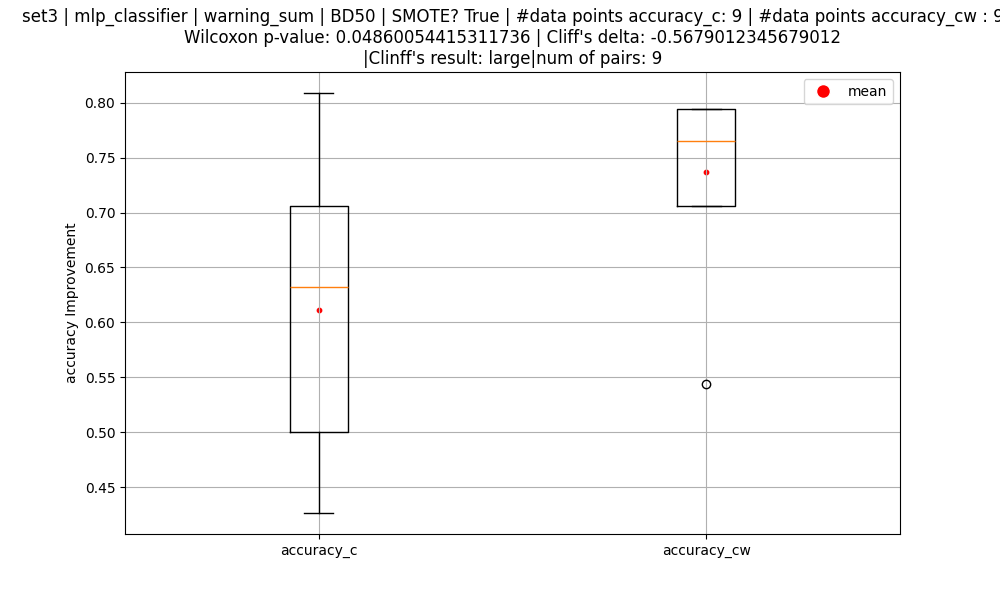 set3 | mlp_classifier | warning_sum | BD50 | SMOTE? True | #data points accuracy_c: 9 | #data points accuracy_cw : 9
Wilcoxon p-value: 0.04860054415311736 | Cliff's delta: -0.5679012345679012
|Clinff's result: large|num of pairs: 9
mean
accuracy Improvement
0.80
0.75
0.70
0.65
0.60
0.55
0.50
0.45
accuracy_c
accuracy_cw